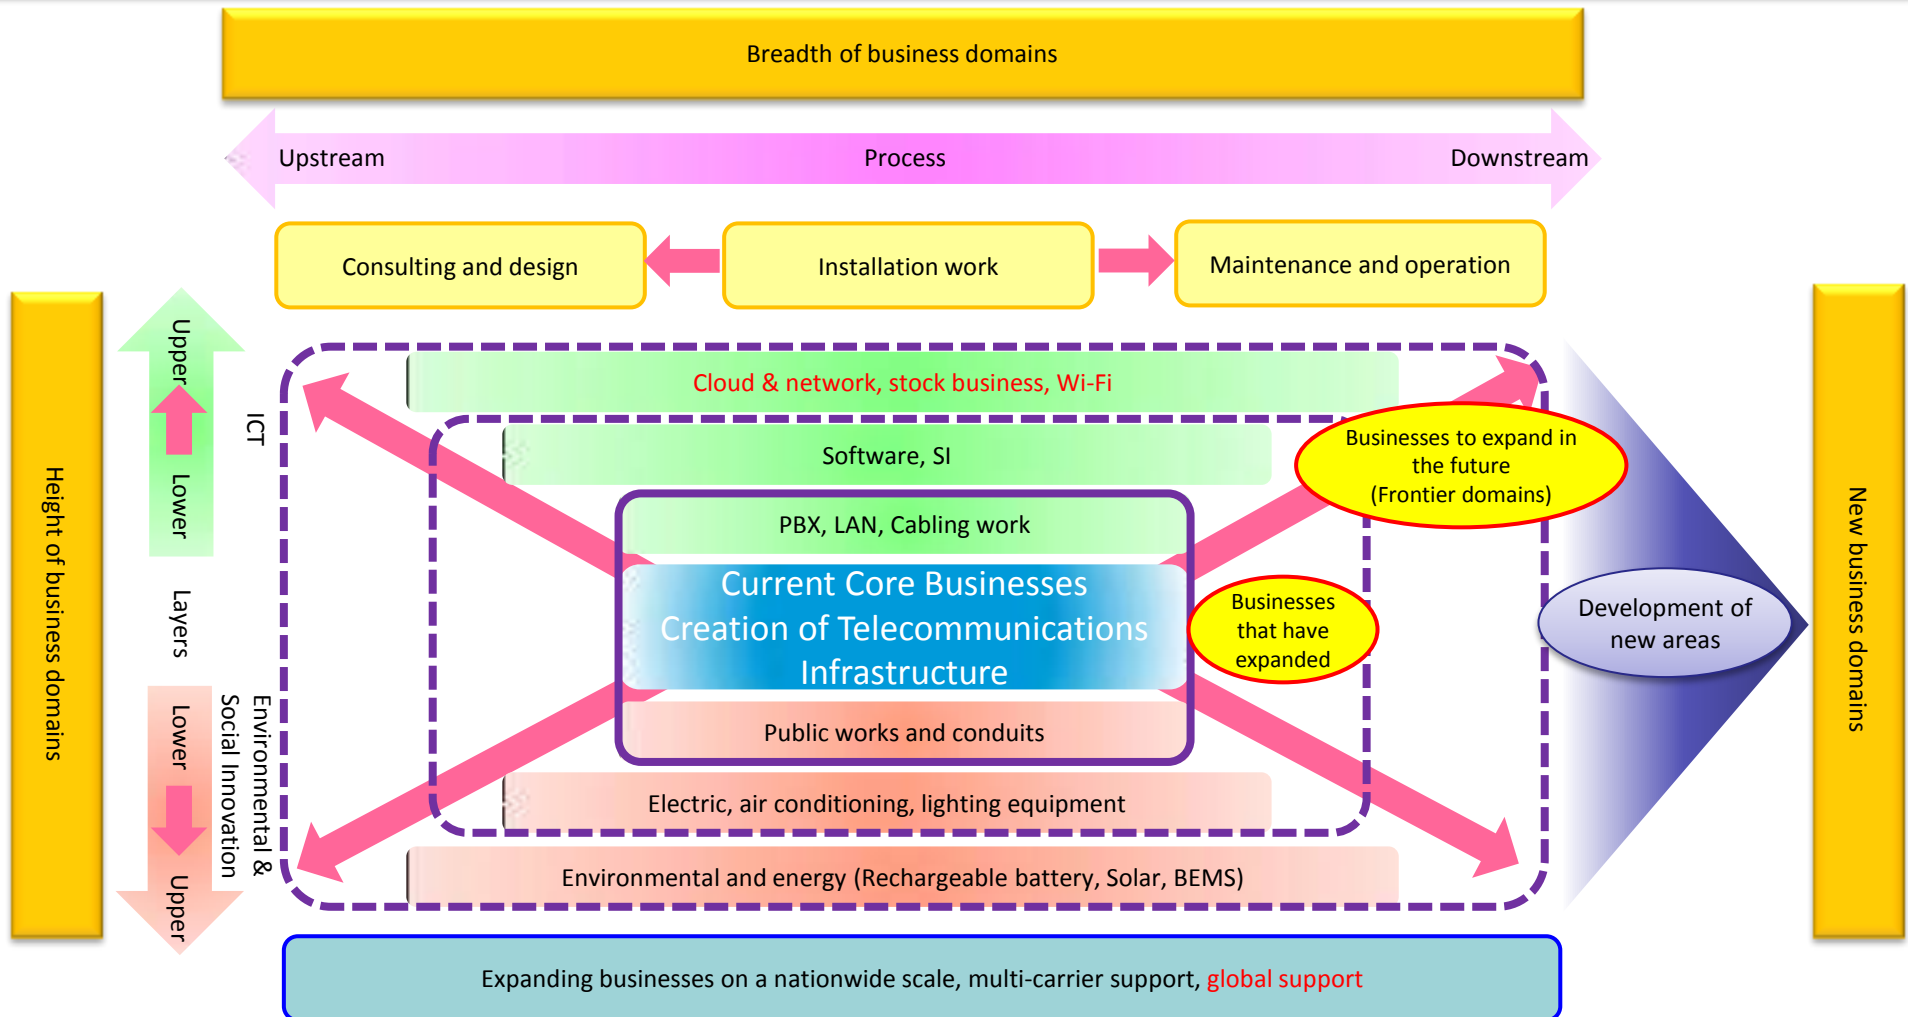 Breadth of business domains
Upstream
Process
Downstream
Consulting and design
Installation work
Maintenance and operation
Height of business domains
Upper
Lower
ICT
Layers
Lower
Upper
Environmental &
Social Innovation
Cloud & network, stock business, Wi-Fi
Software, SI
PBX, LAN, Cabling work
Current Core Businesses
Creation of Telecommunications
Infrastructure
Public works and conduits
Electric, air conditioning, lighting equipment
Environmental and energy (Rechargeable battery, Solar, BEMS)
Businesses to expand in
the future
(Frontier domains)
Businesses
that have
expanded
Development of
new areas
New business domains
Expanding businesses on a nationwide scale, multi-carrier support, global support